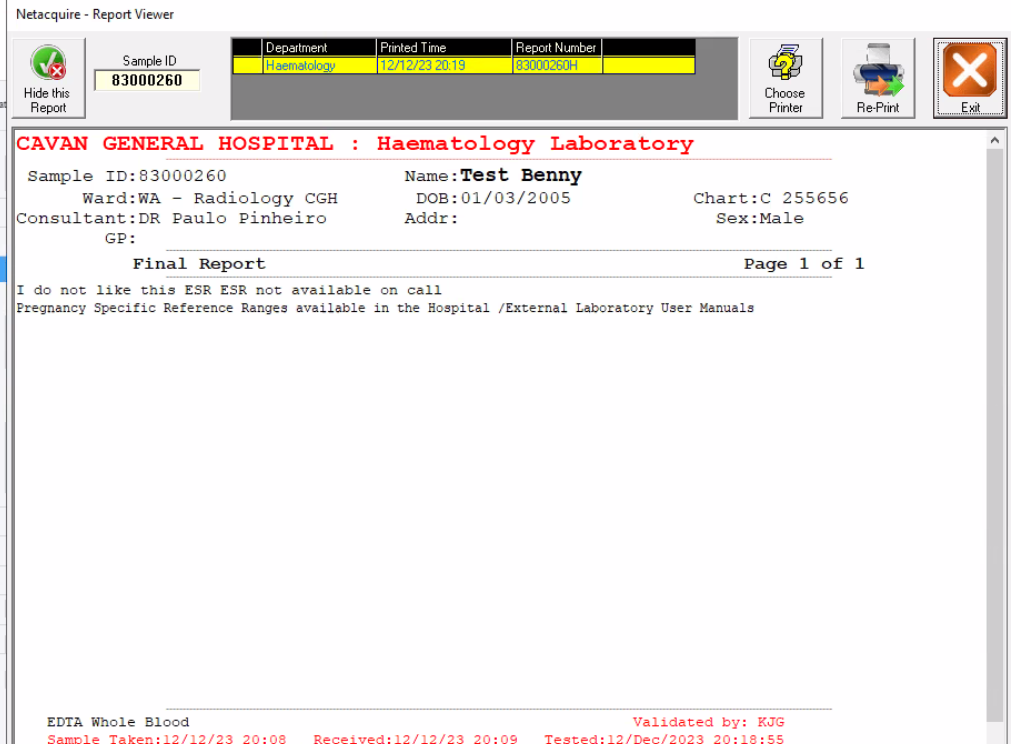 Netacquire - Report Viewer
Hide this Report
Sample ID
83000260
Department Printed Time Report Number
Haematology 12/12/23 20:19 83000260H
Choose Printer
Re-Print
Exit
CAVAN GENERAL HOSPITAL : Haematology Laboratory
Sample ID:83000260 Name:Test Benny
Ward:WA - Radiology CGH DOB:01/03/2005 Chart:C 255656
Consultant:DR Paulo Pinheiro Addr: Sex:Male
GP:
Final Report Page 1 of 1
I do not like this ESR ESR not available on call
Pregnancy Specific Reference Ranges available in the Hospital /External Laboratory User Manuals
EDTA Whole Blood Validated by: KJG
Sample Taken:12/12/23 20:08 Received:12/12/23 20:09 Tested:12/Dec/2023 20:18:55